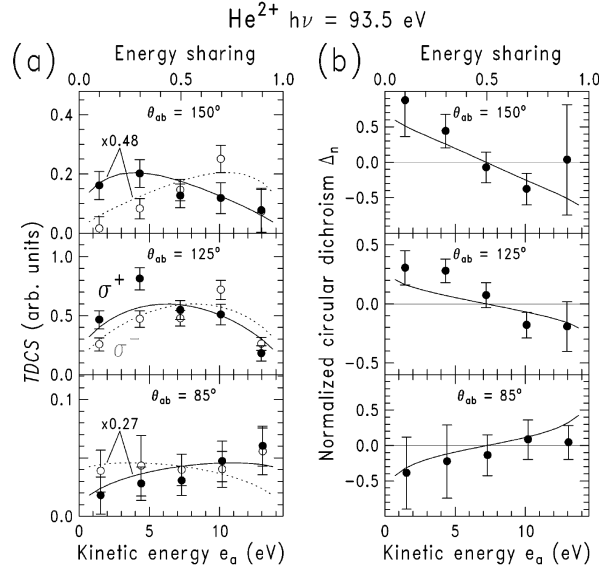 He2+ hν = 93.5 eV
(a)
Energy sharing
0.0 0.5 1.0
θab = 150°
x0.48
0.4
0.2
0.0
θab = 125°
σ+
σ−
1.0
0.5
0.0
θab = 85°
x0.27
0.1
0.0
0 5 10
TDCS (arb. units)
Kinetic energy ea (eV)
(b)
Energy sharing
0.0 0.5 1.0
θab = 150°
0.5
0.0
−0.5
θab = 125°
0.5
0.0
−0.5
θab = 85°
0.5
0.0
−0.5
0 5 10
Normalized circular dichroism Δn
Kinetic energy ea (eV)